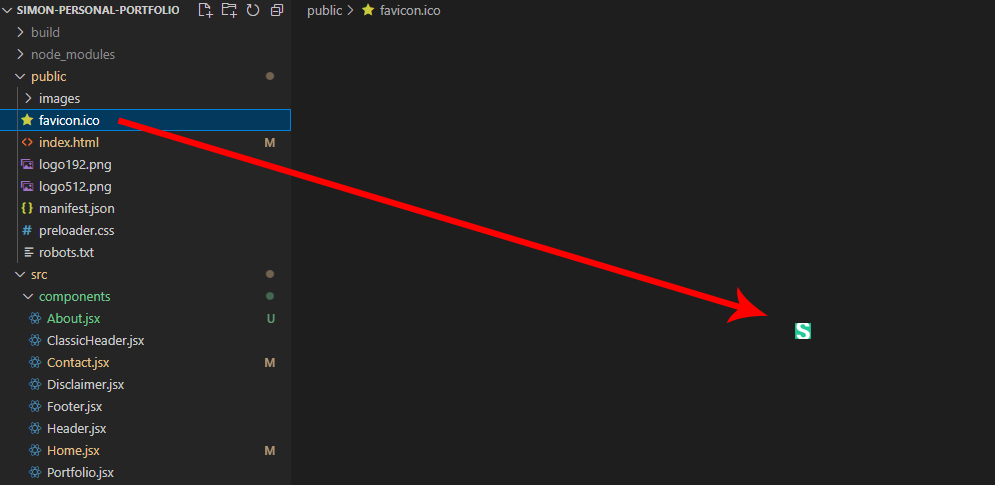 SIMON-PERSONAL-PORTFOLIO
build
node_modules
public
images
favicon.ico
index.html M
logo192.png
logo512.png
{} manifest.json
# preloader.css
robots.txt
src
components
About.jsx U
ClassicHeader.jsx
Contact.jsx M
Disclaimer.jsx
Footer.jsx
Header.jsx
Home.jsx M
Portfolio.jsx
public > favicon.ico
S